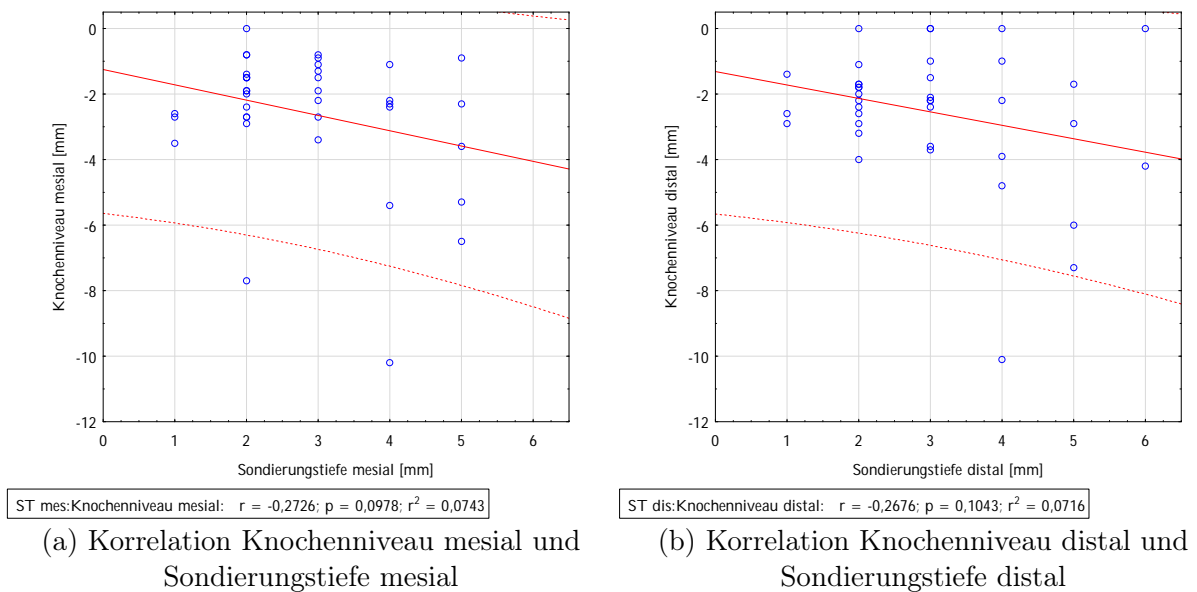 0
-2
-4
-6
-8
-10
-12
Knochenniveau mesial [mm]
0 1 2 3 4 5 6
Sondierungstiefe mesial [mm]
ST mes:Knochenniveau mesial: r = -0,2726; p = 0,0978; r² = 0,0743
(a) Korrelation Knochenniveau mesial und
Sondierungstiefe mesial
0
-2
-4
-6
-8
-10
-12
Knochenniveau distal [mm]
0 1 2 3 4 5 6
Sondierungstiefe distal [mm]
ST dis:Knochenniveau distal: r = -0,2676; p = 0,1043; r² = 0,0716
(b) Korrelation Knochenniveau distal und
Sondierungstiefe distal